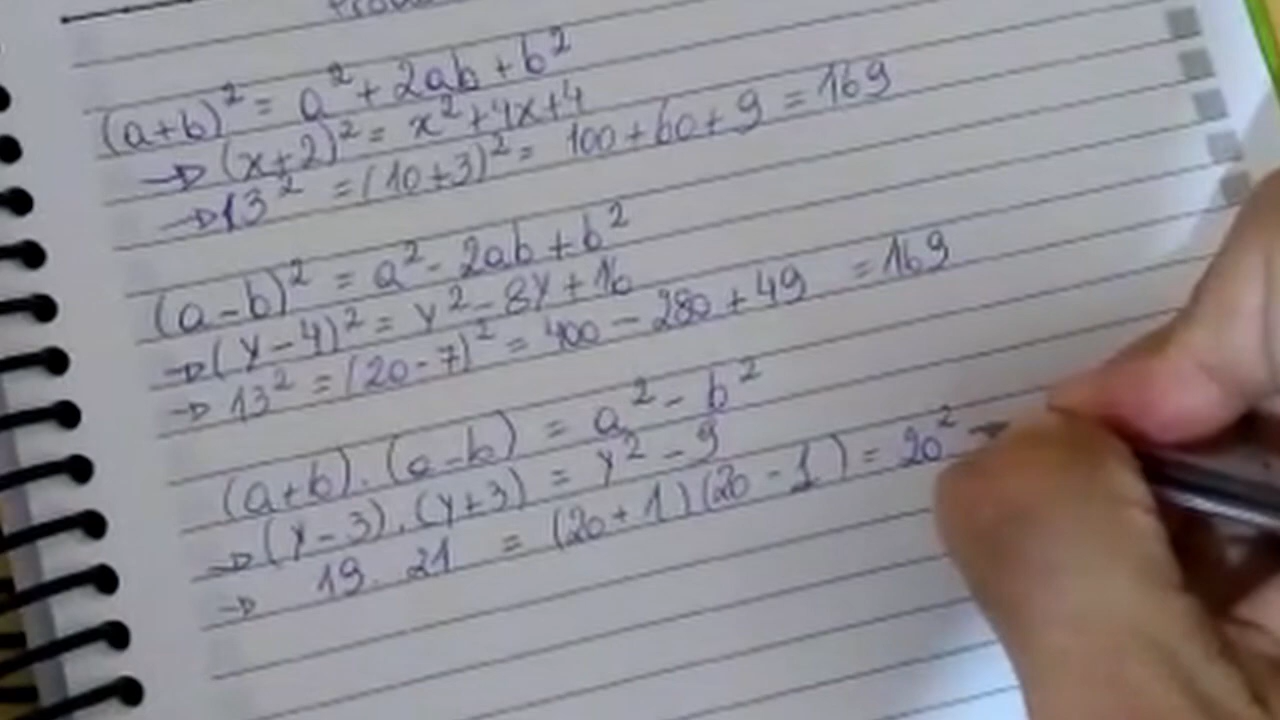 (a+b)² = a² + 2ab + b²
→ (x+2)² = x² + 4x + 4
→ 13² = (10+3)² = 100 + 60 + 9 = 169
(a-b)² = a² - 2ab + b²
→ (y-4)² = y² - 8y + 16
→ 13² = (20-7)² = 400 - 280 + 49 = 169
(a+b).(a-b) = a² - b²
→ (y-3).(y+3) = y² - 9
→ 19.21 = (20+1)(20-1) = 20² -